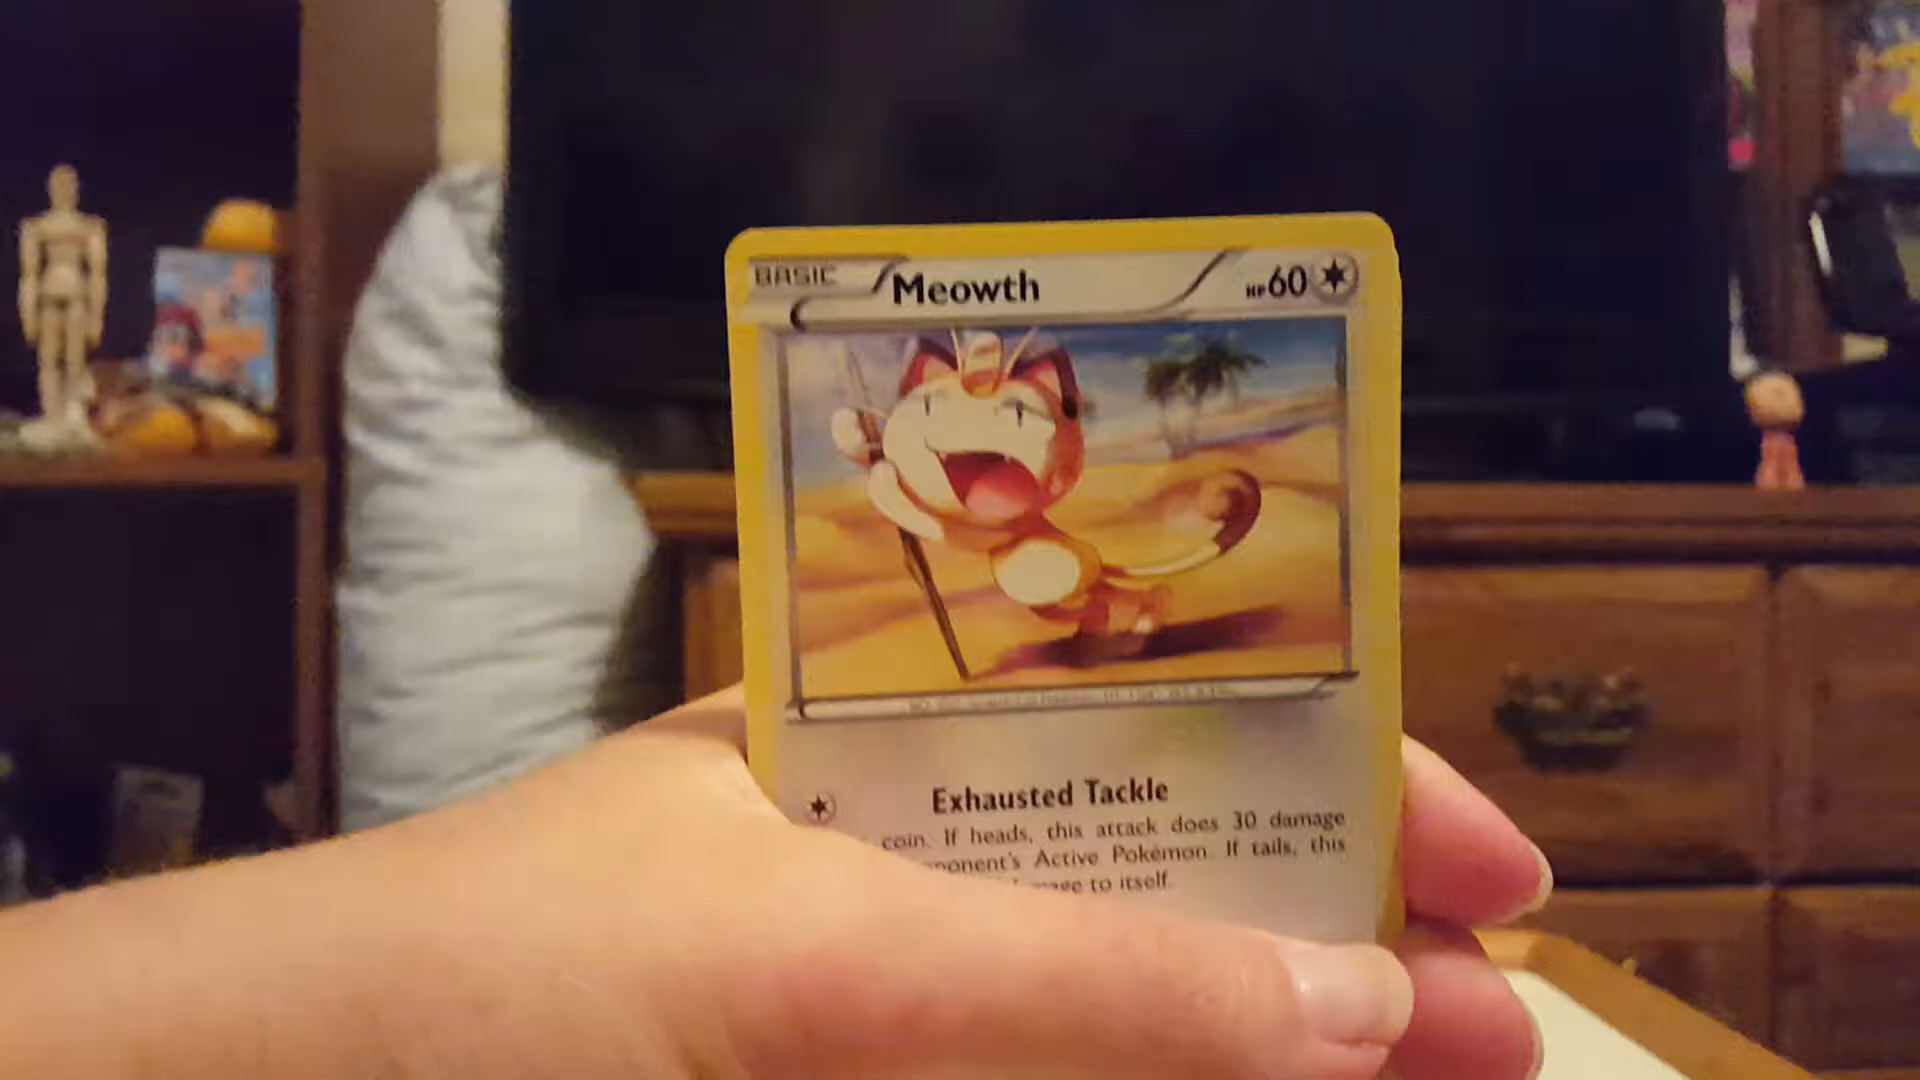 BASIC Meowth HP60
Exhausted Tackle
coin. If heads, this attack does 30 damage
Active Pokémon. If tails, this
to itself.